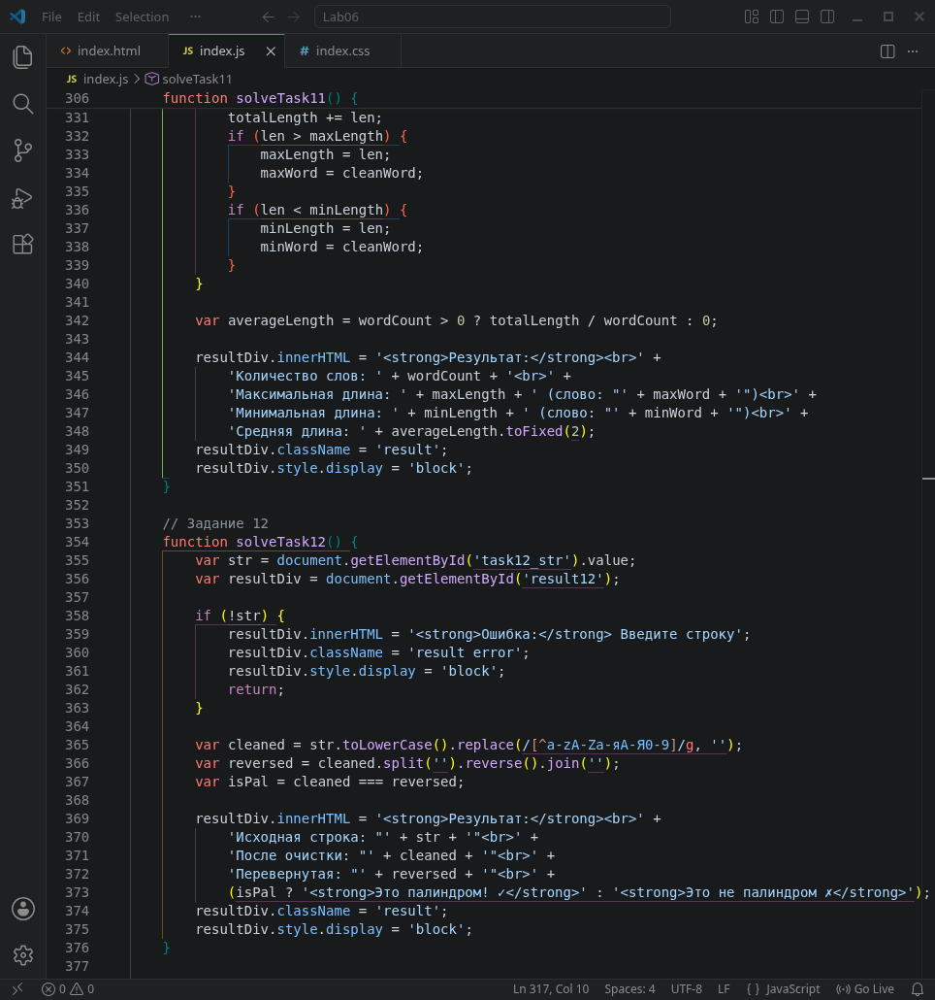 File Edit Selection ··· Lab06
index.html JS index.js # index.css ···
JS index.js > solveTask11
306 function solveTask11() {
331 totalLength += len;
332 if (len > maxLength) {
333 maxLength = len;
334 maxWord = cleanWord;
335 }
336 if (len < minLength) {
337 minLength = len;
338 minWord = cleanWord;
339 }
340 }
341
342 var averageLength = wordCount > 0 ? totalLength / wordCount : 0;
343
344 resultDiv.innerHTML = '<strong>Результат:</strong><br>' +
345 'Количество слов: ' + wordCount + '<br>' +
346 'Максимальная длина: ' + maxLength + ' (слово: "' + maxWord + '")<br>' +
347 'Минимальная длина: ' + minLength + ' (слово: "' + minWord + '")<br>' +
348 'Средняя длина: ' + averageLength.toFixed(2);
349 resultDiv.className = 'result';
350 resultDiv.style.display = 'block';
351 }
352
353 // Задание 12
354 function solveTask12() {
355 var str = document.getElementById('task12_str').value;
356 var resultDiv = document.getElementById('result12');
357
358 if (!str) {
359 resultDiv.innerHTML = '<strong>Ошибка:</strong> Введите строку';
360 resultDiv.className = 'result error';
361 resultDiv.style.display = 'block';
362 return;
363 }
364
365 var cleaned = str.toLowerCase().replace(/[^a-zA-Zа-яА-Я0-9]/g, '');
366 var reversed = cleaned.split('').reverse().join('');
367 var isPal = cleaned === reversed;
368
369 resultDiv.innerHTML = '<strong>Результат:</strong><br>' +
370 'Исходная строка: "' + str + '"<br>' +
371 'После очистки: "' + cleaned + '"<br>' +
372 'Перевернутая: "' + reversed + '"<br>' +
373 (isPal ? '<strong>Это палиндром! ✓</strong>' : '<strong>Это не палиндром ✗</strong>');
374 resultDiv.className = 'result';
375 resultDiv.style.display = 'block';
376 }
377
0 0 Ln 317, Col 10 Spaces: 4 UTF-8 LF { } JavaScript Go Live